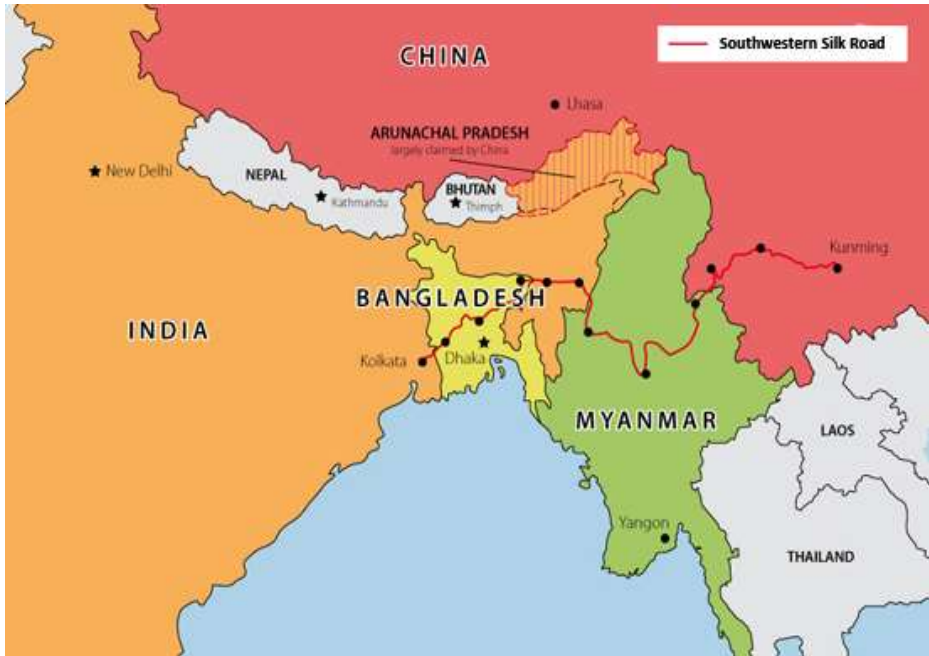 Southwestern Silk Road
CHINA
Lhasa
ARUNACHAL PRADESH
largely claimed by China
New Delhi
NEPAL
BHUTAN
Kathmandu
Thimph
Kunming
BANGLADESH
INDIA
Kolkata
Dhaka
MYANMAR
LAOS
Yangon
THAILAND